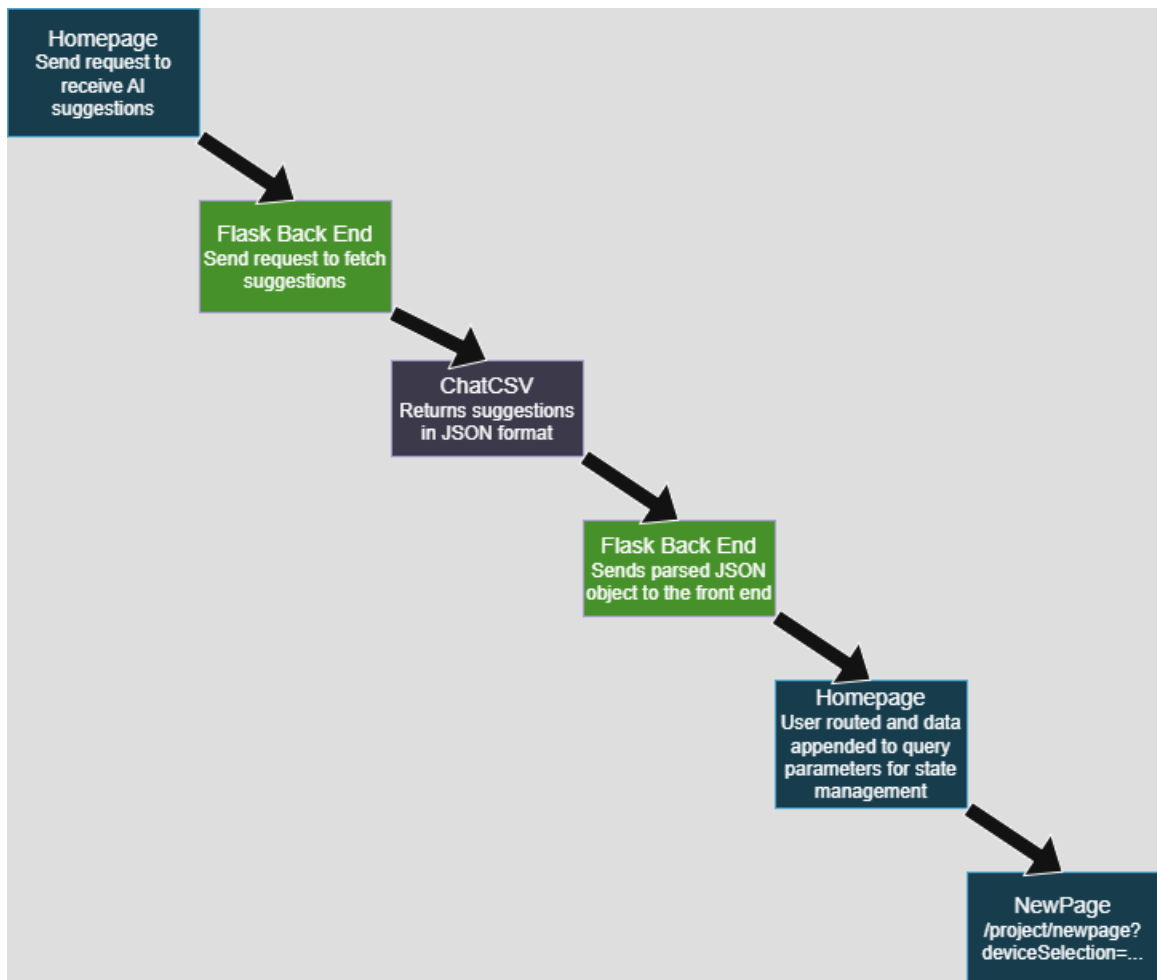 Homepage
Send request to
receive AI
suggestions
Flask Back End
Send request to fetch
suggestions
ChatCSV
Returns suggestions
in JSON format
Flask Back End
Sends parsed JSON
object to the front end
Homepage
User routed and data
appended to query
parameters for state
management
NewPage
/project/newpage?
deviceSelection=...